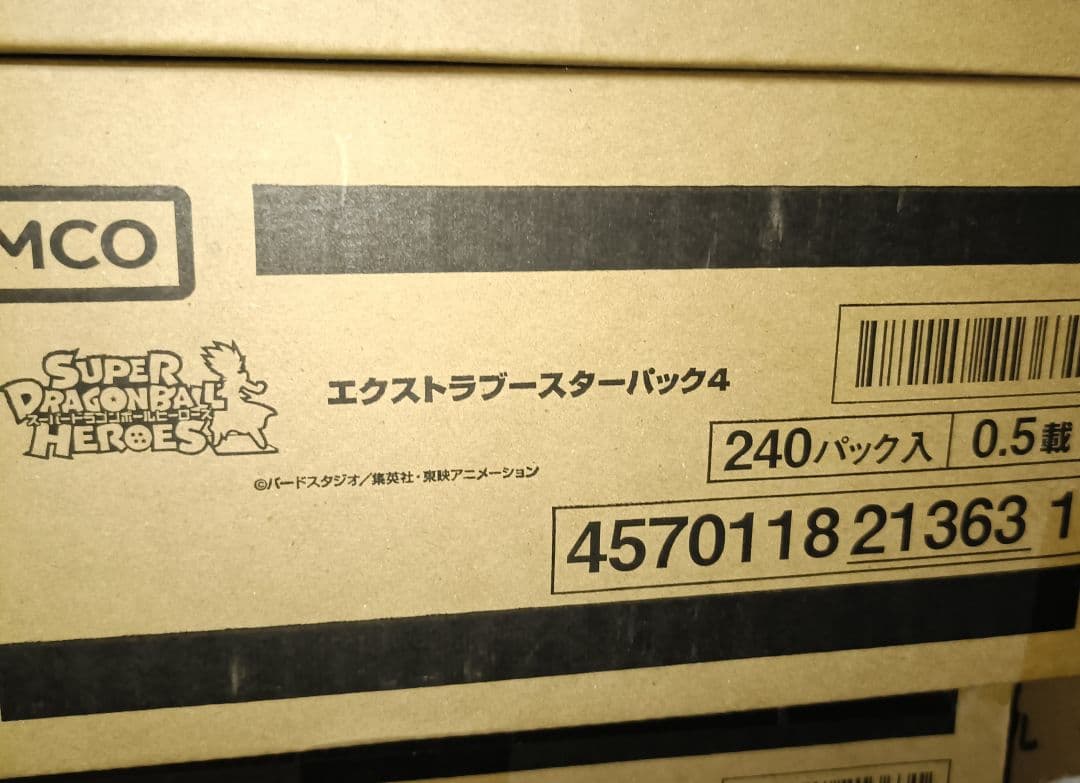 MCO
SUPER
DRAGONBALL
スーパードラゴンボールヒーローズ
HEROES
エクストラブースターパック4
©バードスタジオ/集英社・東映アニメーション
240パック入 0.5載
4570118 21363 1
L